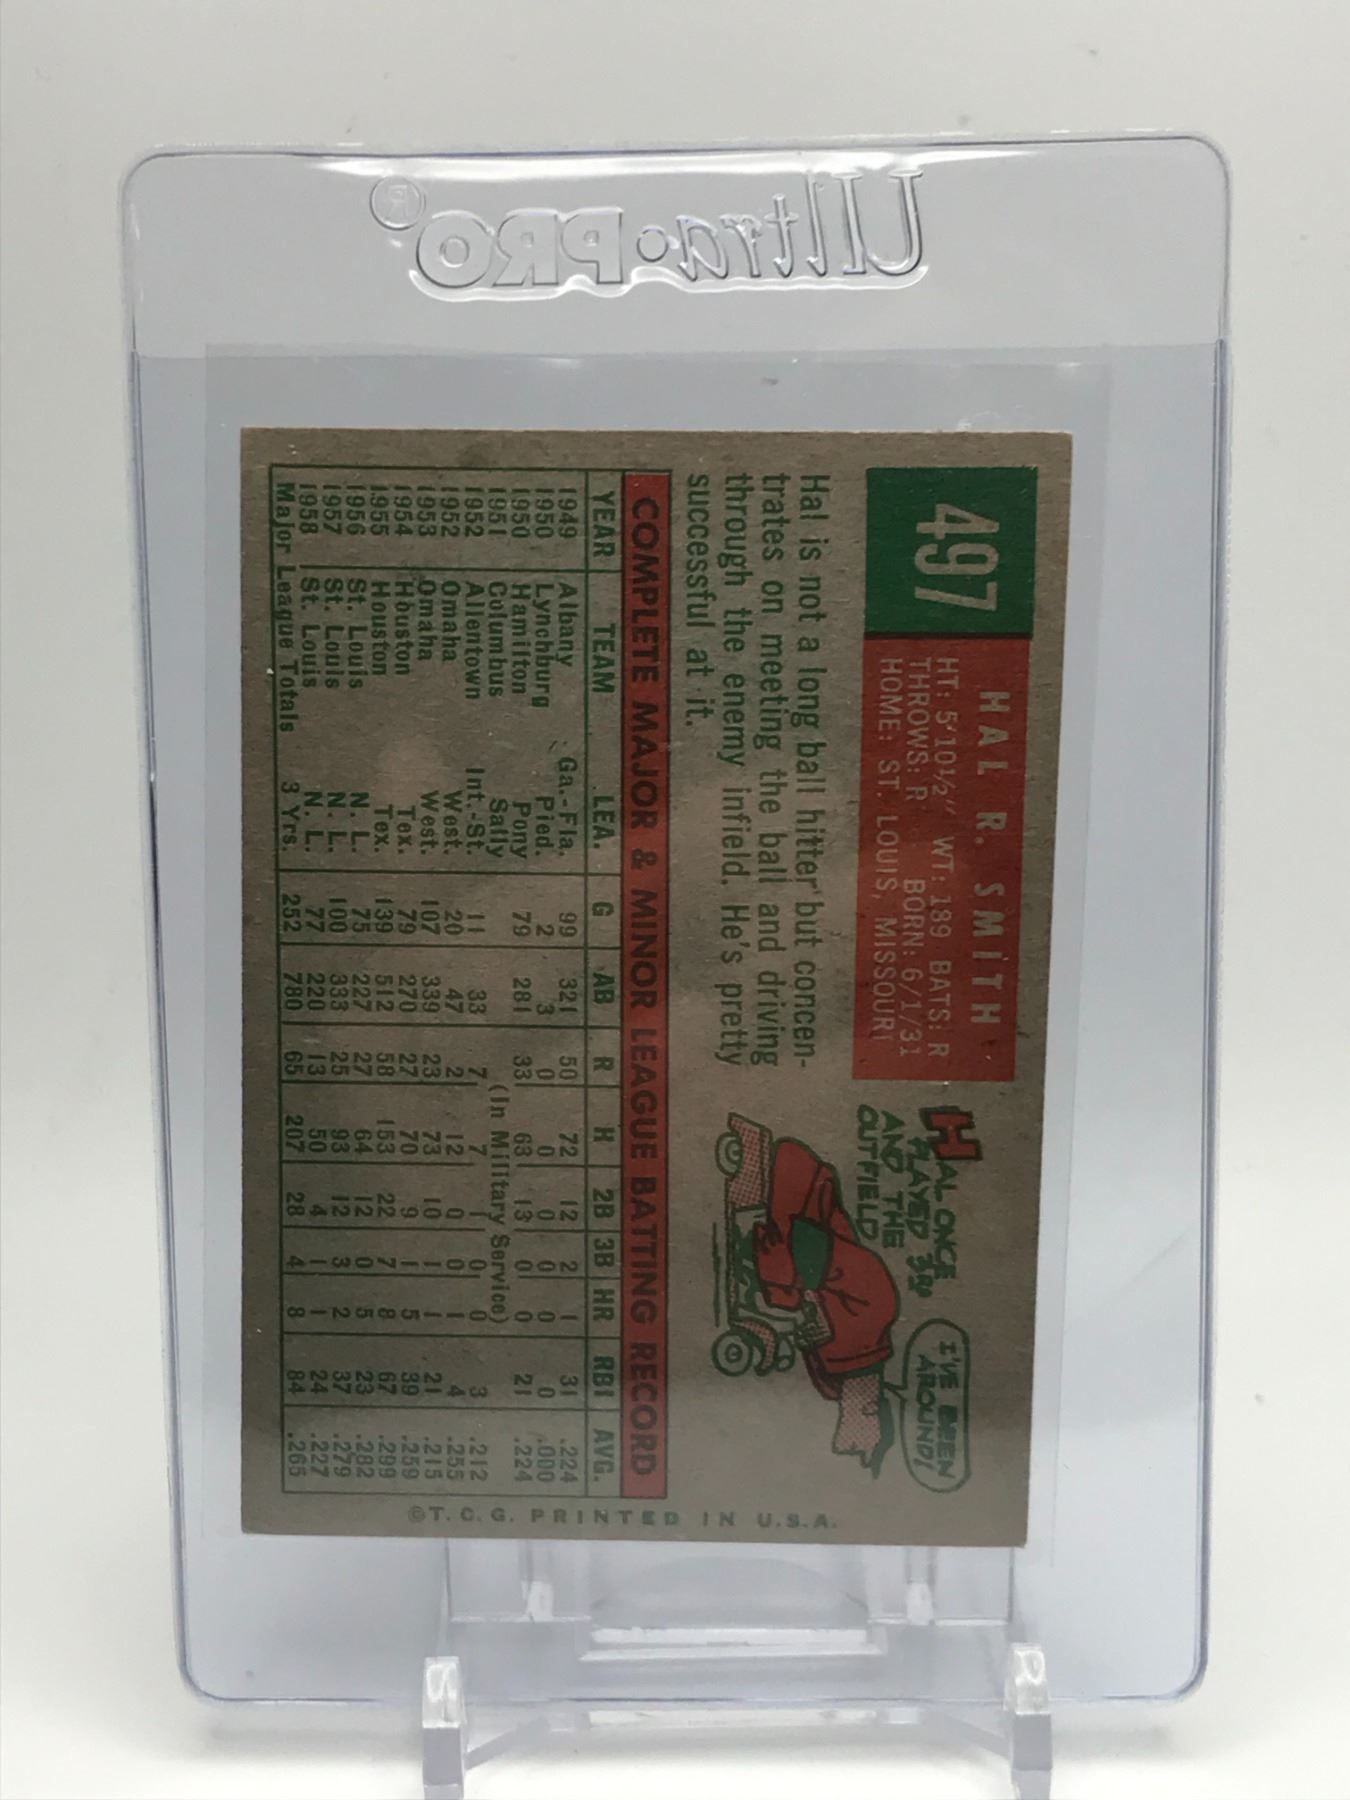 Ultra·PRO®
497
HAL R. SMITH
HT: 5'10½" WT: 189 BATS: R
THROWS: R BORN: 6/1/31
HOME: ST. LOUIS, MISSOURI
Hal is not a long ball hitter but concen-
trates on meeting the ball and driving
through the enemy infield. He's pretty
successful at it.
HAL ONCE
PLAYED 3RD
AND THE
OUTFIELD
I'VE BEEN
AROUND!
COMPLETE MAJOR & MINOR LEAGUE BATTING RECORD
YEAR TEAM LEA. G AB R H 2B 3B HR RBI AVG.
1949 Albany Ga.-Fla. 99 321 50 72 12 2 1 31 .224
1950 Lynchburg Pied. 2 3 0 0 0 0 0 0 .000
1950 Hamilton Pony 79 281 33 63 13 0 0 21 .224
1951 Columbus Sally (In Military Service)
1952 Allentown Int.-St. 11 33 7 7 1 0 0 3 .212
1952 Omaha West. 20 47 2 12 0 0 1 4 .255
1953 Omaha West. 107 339 23 73 10 1 1 21 .215
1954 Houston Tex. 79 270 27 70 9 1 5 39 .259
1955 Houston Tex. 139 512 58 153 22 7 8 67 .299
1956 St. Louis N. L. 75 227 27 64 12 0 5 23 .282
1957 St. Louis N. L. 100 333 25 93 12 3 2 37 .279
1958 St. Louis N. L. 77 220 13 50 4 1 1 24 .227
Major League Totals 3 Yrs. 252 780 65 207 28 4 8 84 .265
©T. C. G. PRINTED IN U.S.A.